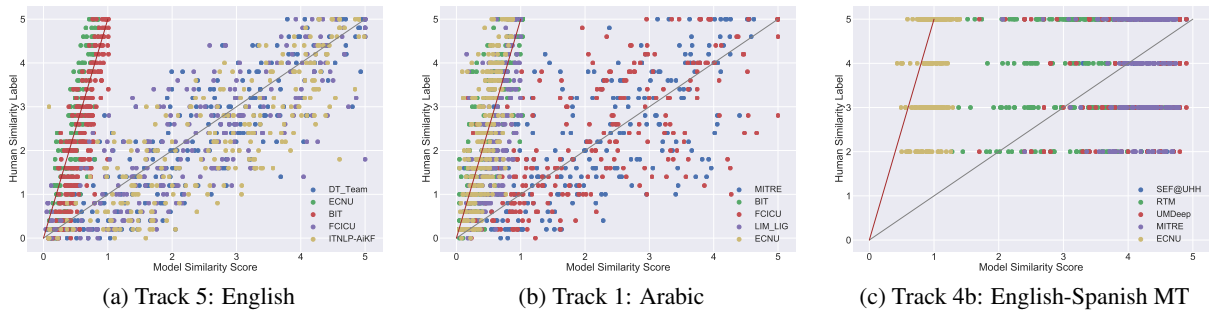 Human Similarity Label
5
4
3
2
1
0
0
1
2
3
4
5
Model Similarity Score
DT_Team
ECNU
BIT
FCICU
ITNLP-AiKF
(a) Track 5: English
Human Similarity Label
5
4
3
2
1
0
0
1
2
3
4
5
Model Similarity Score
MITRE
BIT
FCICU
LIM_LIG
ECNU
(b) Track 1: Arabic
Human Similarity Label
5
4
3
2
1
0
0
1
2
3
4
5
Model Similarity Score
SEF@UHH
RTM
UMDeep
MITRE
ECNU
(c) Track 4b: English-Spanish MT